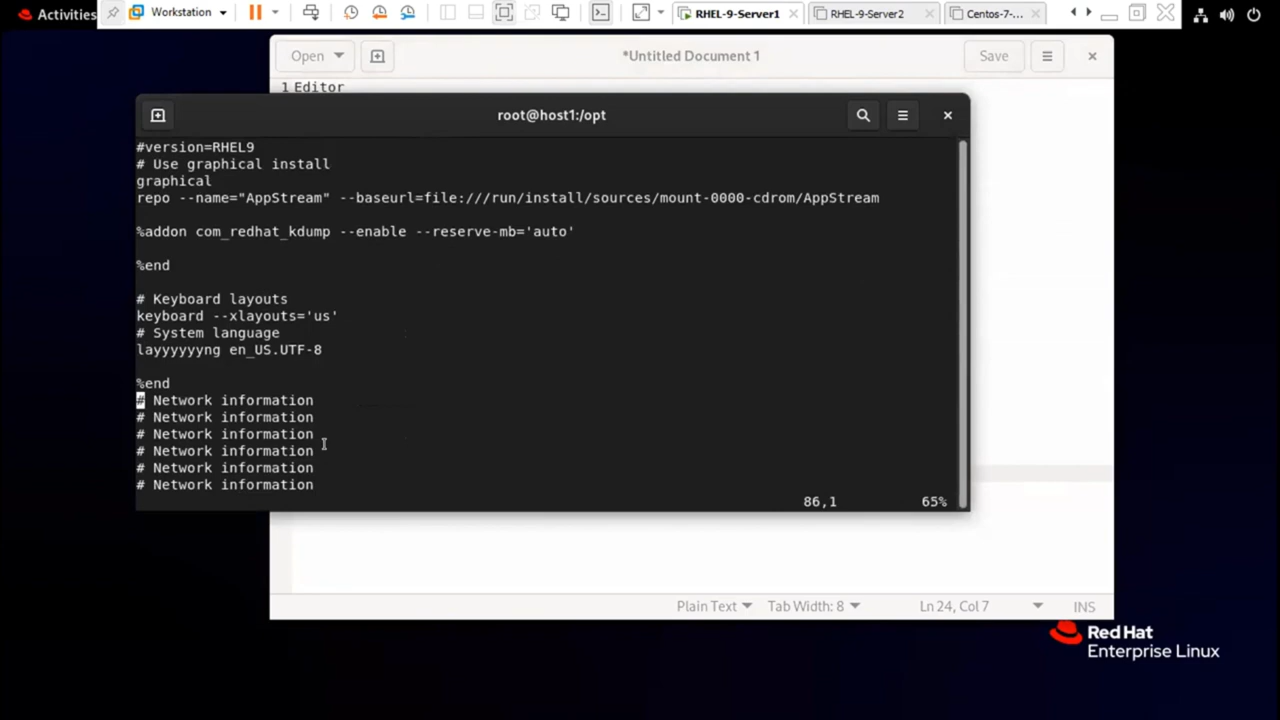 Activities
Workstation
RHEL-9-Server1
RHEL-9-Server2
Centos-7-...
Open
*Untitled Document 1
Save
1 Editor
root@host1:/opt
#version=RHEL9
# Use graphical install
graphical
repo --name="AppStream" --baseurl=file:///run/install/sources/mount-0000-cdrom/AppStream
%addon com_redhat_kdump --enable --reserve-mb='auto'
%end
# Keyboard layouts
keyboard --xlayouts='us'
# System language
layyyyyyng en_US.UTF-8
%end
# Network information
# Network information
# Network information
# Network information
# Network information
# Network information
86,1
65%
Plain Text
Tab Width: 8
Ln 24, Col 7
INS
Red Hat
Enterprise Linux